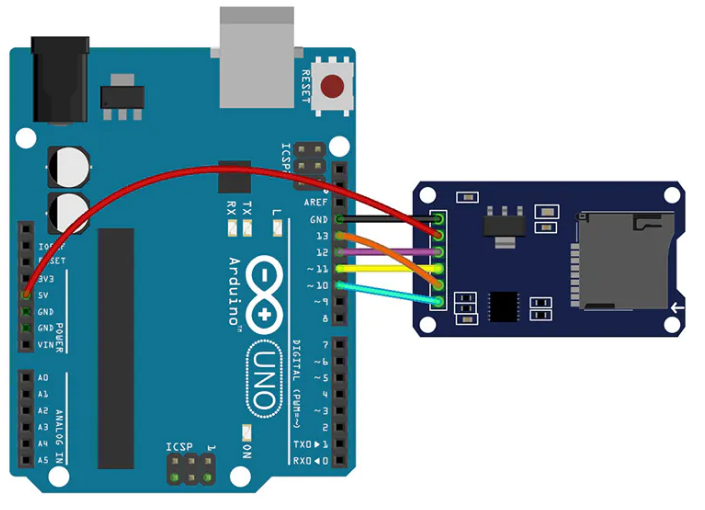 RESET
ICSP2
AREF
GND
13
12
~11
~10
~9
8
7
~6
~5
4
~3
2
TX0▶1
RX0◀0
DIGITAL (PWM=~)
L
TX
RX
Arduino™
UNO
ON
ICSP
1
IOREF
RESET
3V3
5V
GND
GND
VIN
POWER
A0
A1
A2
A3
A4
A5
ANALOG IN